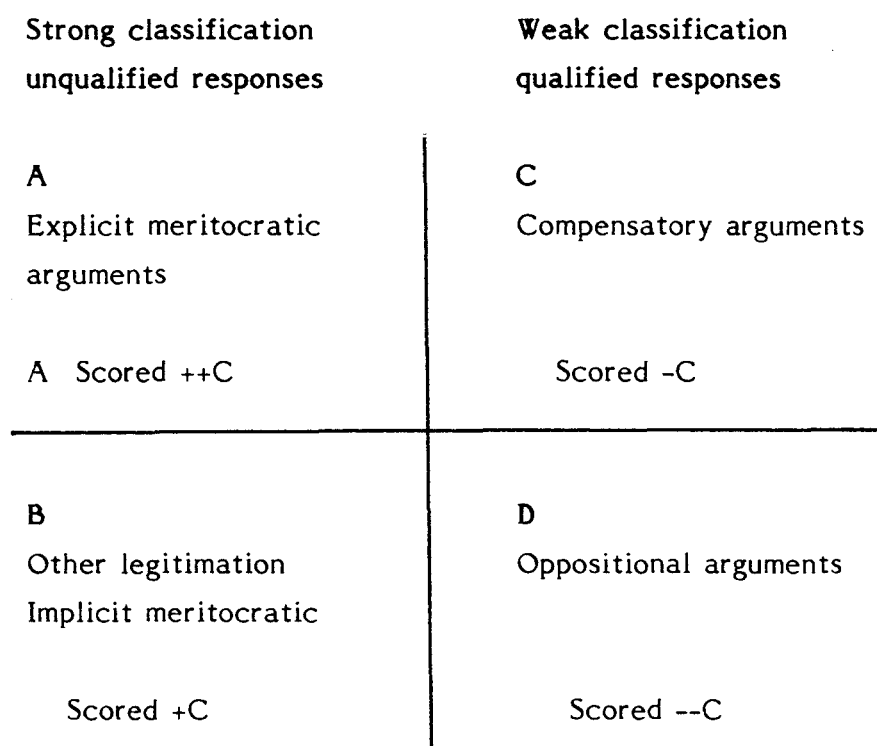 Strong classification
unqualified responses
Weak classification
qualified responses
A
Explicit meritocratic
arguments
A Scored ++C
C
Compensatory arguments
Scored -C
B
Other legitimation
Implicit meritocratic
Scored +C
D
Oppositional arguments
Scored --C